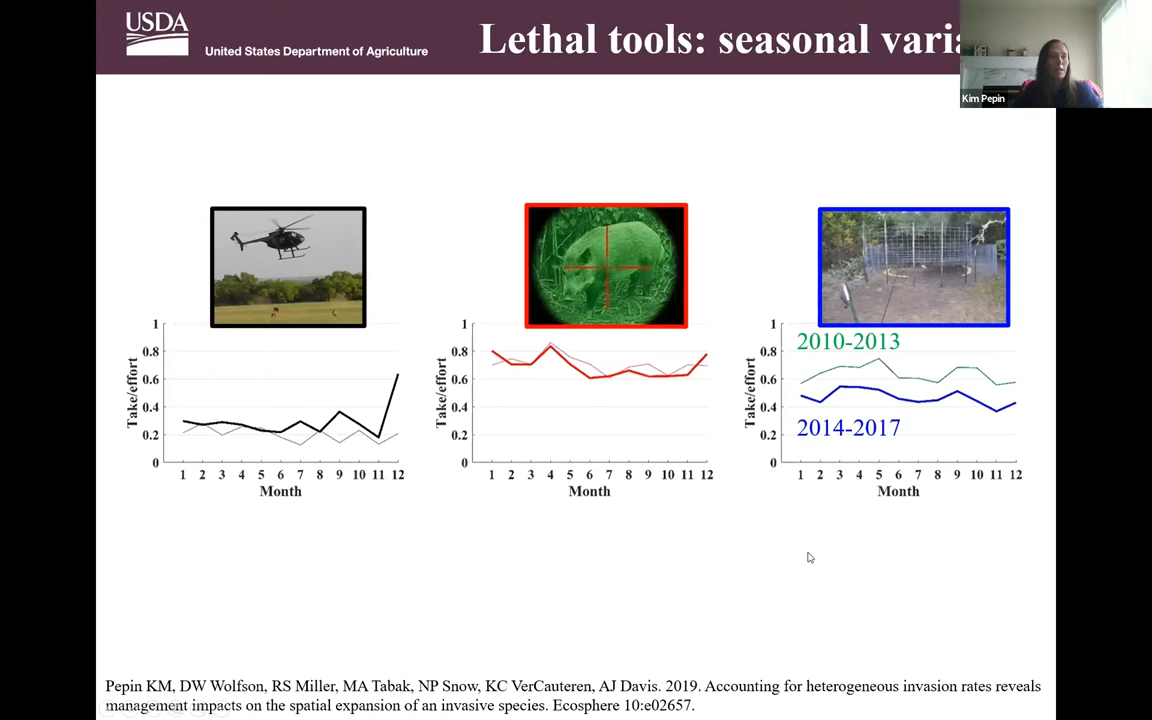 USDA
United States Department of Agriculture
Lethal tools: seasonal
Kim Pepin
1
0.8
0.6
0.4
0.2
0
Take/effort
1 2 3 4 5 6 7 8 9 10 11 12
Month
1
0.8
0.6
0.4
0.2
0
Take/effort
1 2 3 4 5 6 7 8 9 10 11 12
Month
1
0.8
0.6
0.4
0.2
0
Take/effort
2010-2013
2014-2017
1 2 3 4 5 6 7 8 9 10 11 12
Month
Pepin KM, DW Wolfson, RS Miller, MA Tabak, NP Snow, KC VerCauteren, AJ Davis. 2019. Accounting for heterogeneous invasion rates reveals
management impacts on the spatial expansion of an invasive species. Ecosphere 10:e02657.